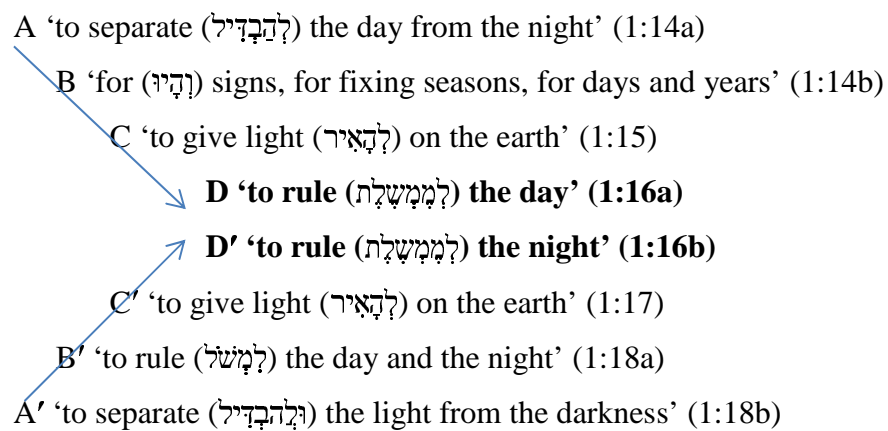 A ‘to separate (לְהַבְדִּיל) the day from the night’ (1:14a)
B ‘for (וְהָיוּ) signs, for fixing seasons, for days and years’ (1:14b)
C ‘to give light (לְהָאִיר) on the earth’ (1:15)
D ‘to rule (לְמֶמְשֶׁלֶת) the day’ (1:16a)
D′ ‘to rule (לְמֶמְשֶׁלֶת) the night’ (1:16b)
C′ ‘to give light (לְהָאִיר) on the earth’ (1:17)
B′ ‘to rule (לִמְשֹׁל) the day and the night’ (1:18a)
A′ ‘to separate (וּלֲהַבְדִּיל) the light from the darkness’ (1:18b)